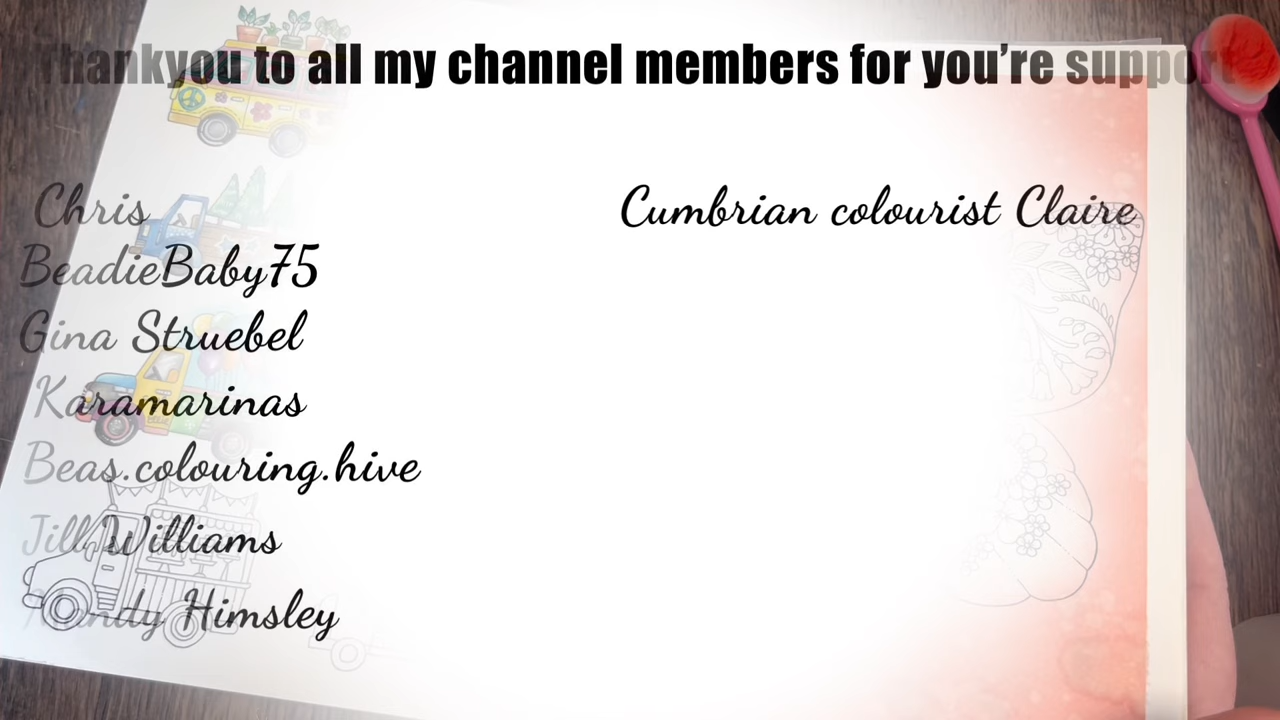 Thankyou to all my channel members for you're support
Chris
Cumbrian colourist Claire
BeadieBaby75
Gina Struebel
Karamarinas
Beas.colouring.hive
Jill Williams
Mandy Himsley